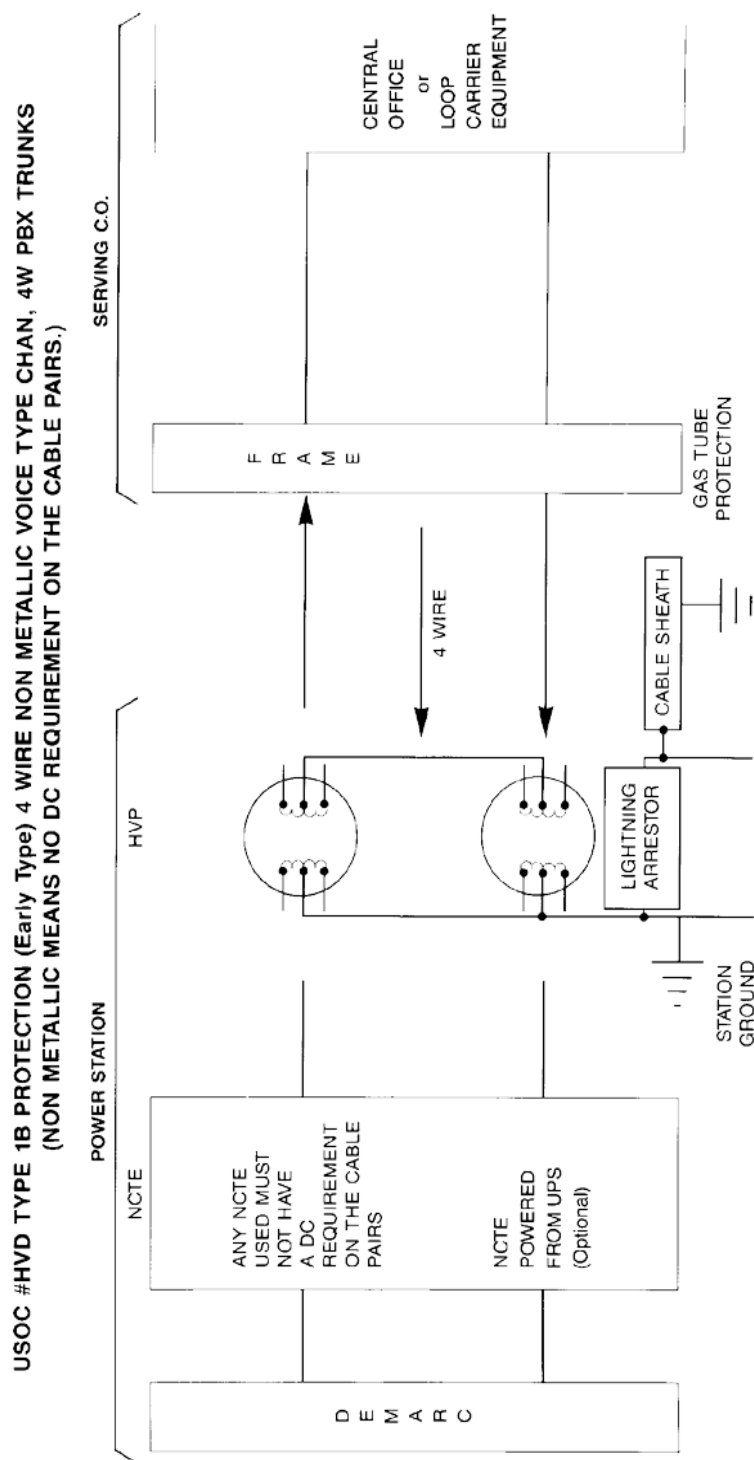 USOC #HVD TYPE 1B PROTECTION (Early Type) 4 WIRE NON METALLIC VOICE TYPE CHAN, 4W PBX TRUNKS
(NON METALLIC MEANS NO DC REQUIREMENT ON THE CABLE PAIRS.)
POWER STATION
SERVING C.O.
NCTE
HVP
DEMARC
ANY NCTE
USED MUST
NOT HAVE
A DC
REQUIREMENT
ON THE CABLE
PAIRS
NCTE
POWERED
FROM UPS
(Optional)
4 WIRE
FRAME
CENTRAL
OFFICE
or
LOOP
CARRIER
EQUIPMENT
STATION
GROUND
LIGHTNING
ARRESTOR
CABLE SHEATH
GAS TUBE
PROTECTION